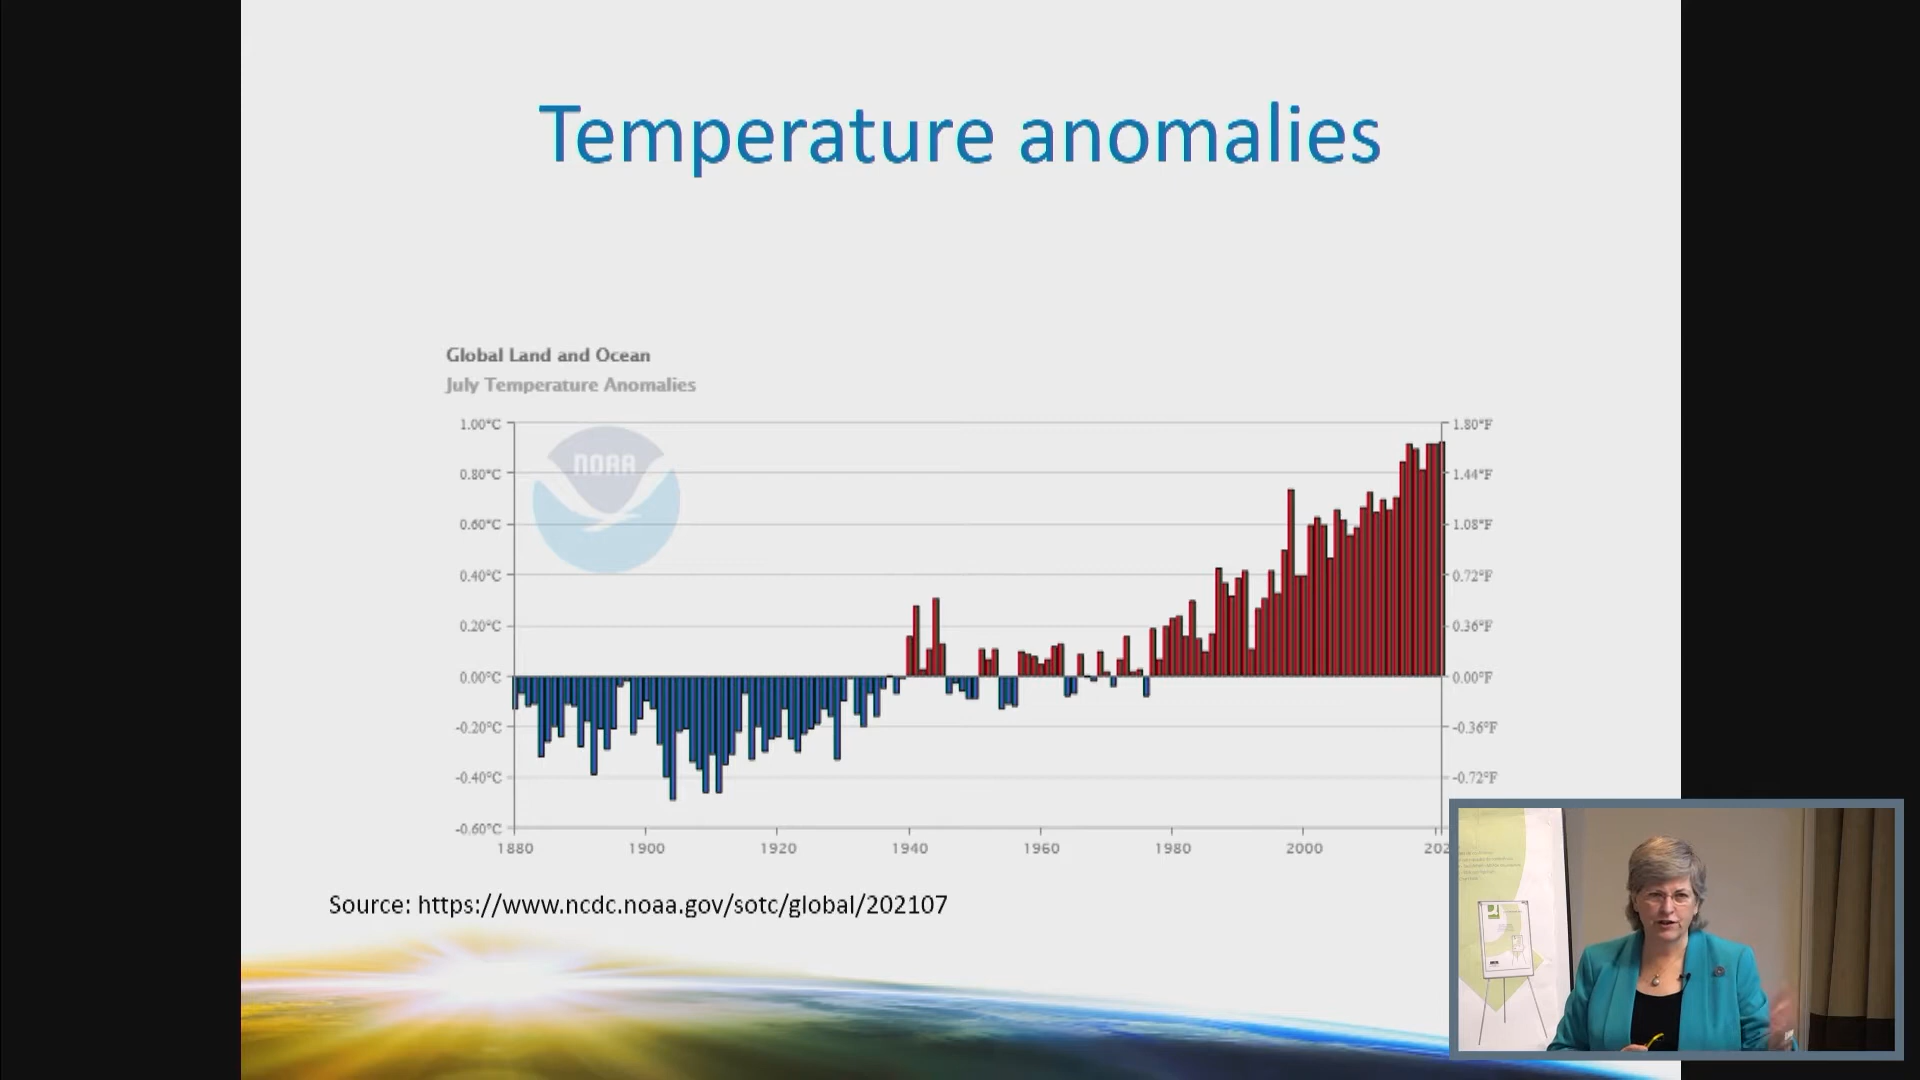 Temperature anomalies
Global Land and Ocean
July Temperature Anomalies
1.00°C
1.80°F
NOAA
0.80°C
1.44°F
0.60°C
1.08°F
0.40°C
0.72°F
0.20°C
0.36°F
0.00°C
0.00°F
-0.20°C
-0.36°F
-0.40°C
-0.72°F
-0.60°C
1880 1900 1920 1940 1960 1980 2000 202
Source: https://www.ncdc.noaa.gov/sotc/global/202107